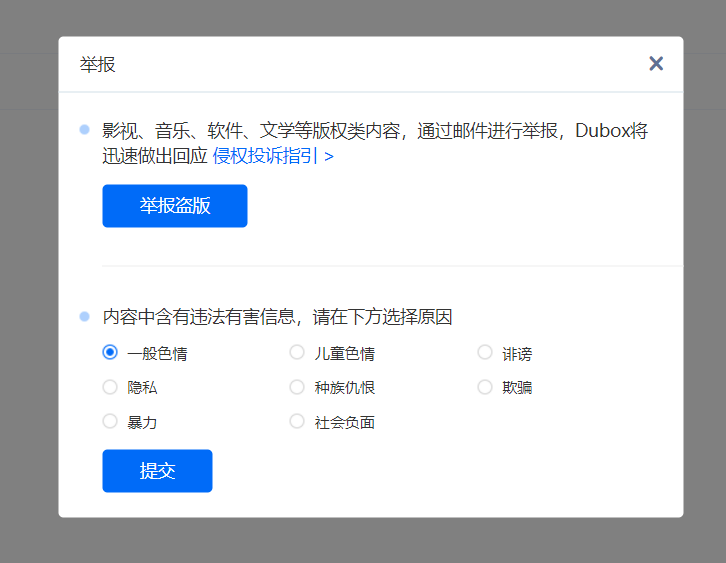 举报
影视、音乐、软件、文学等版权类内容，通过邮件进行举报，Dubox将
迅速做出回应 侵权投诉指引 >
举报盗版
内容中含有违法有害信息，请在下方选择原因
一般色情 儿童色情 诽谤
隐私 种族仇恨 欺骗
暴力 社会负面
提交